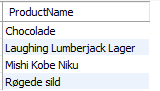 ProductName
Chocolade
Laughing Lumberjack Lager
Mishi Kobe Niku
Røgede sild